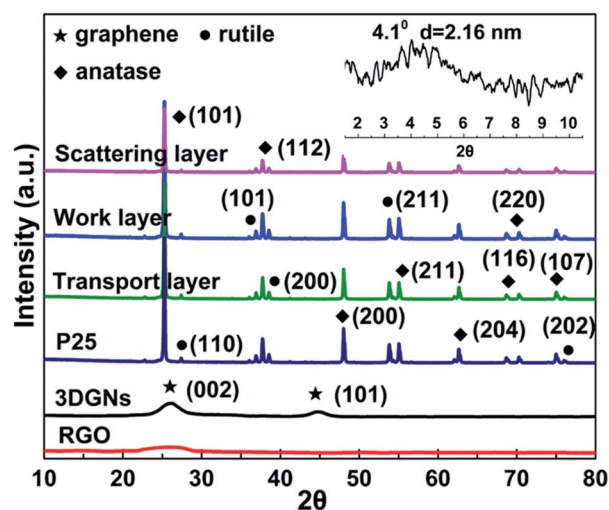 ★ graphene ● rutile
◆ anatase
4.1⁰ d=2.16 nm
2 3 4 5 6 7 8 9 10
2θ
◆(101)
Scattering layer
◆(112)
(101)
●
Work layer
●(211)
(220)
◆
Transport layer
●(200)
◆(211)
(116)
◆
(107)
◆
P25
●(110)
◆(200)
◆(204)
(202)
●
3DGNs
★ (002)
★ (101)
RGO
Intensity (a.u.)
10 20 30 40 50 60 70 80
2θ